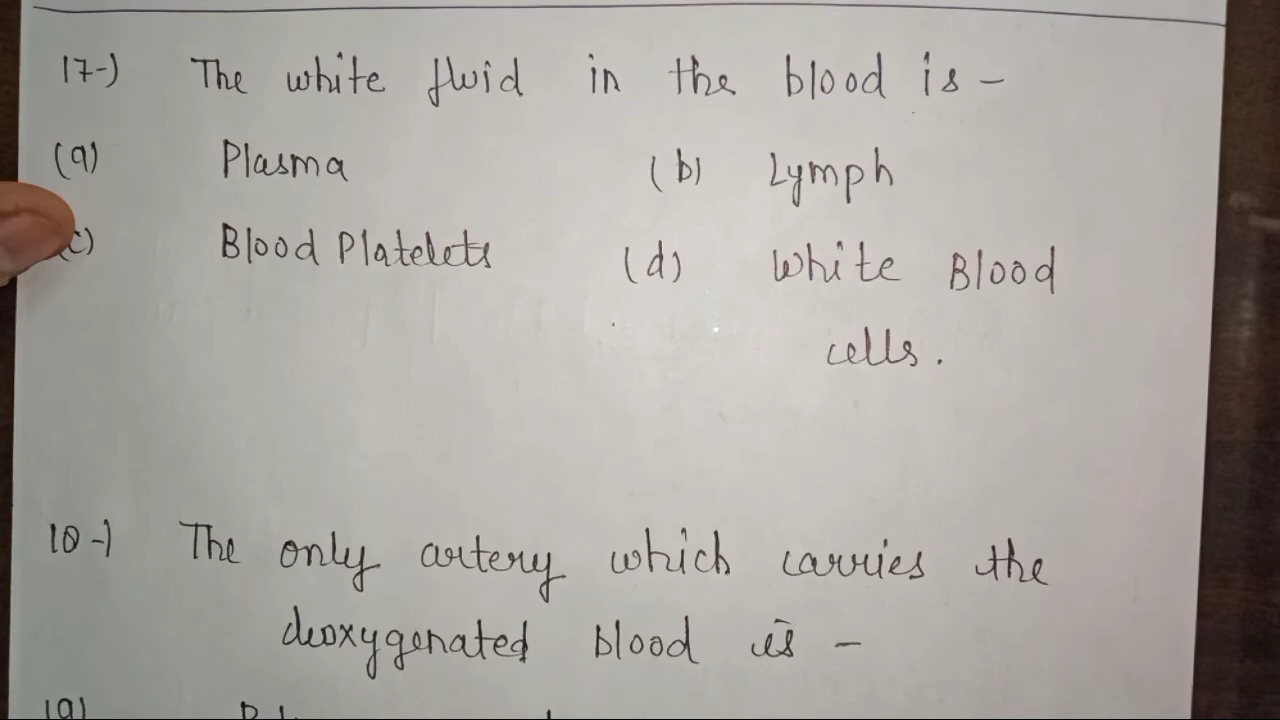 17-) The white fluid in the blood is -
(a) Plasma (b) Lymph
(c) Blood Platelets (d) White Blood
cells.
18-) The only artery which carries the
deoxygenated blood is -
(a)